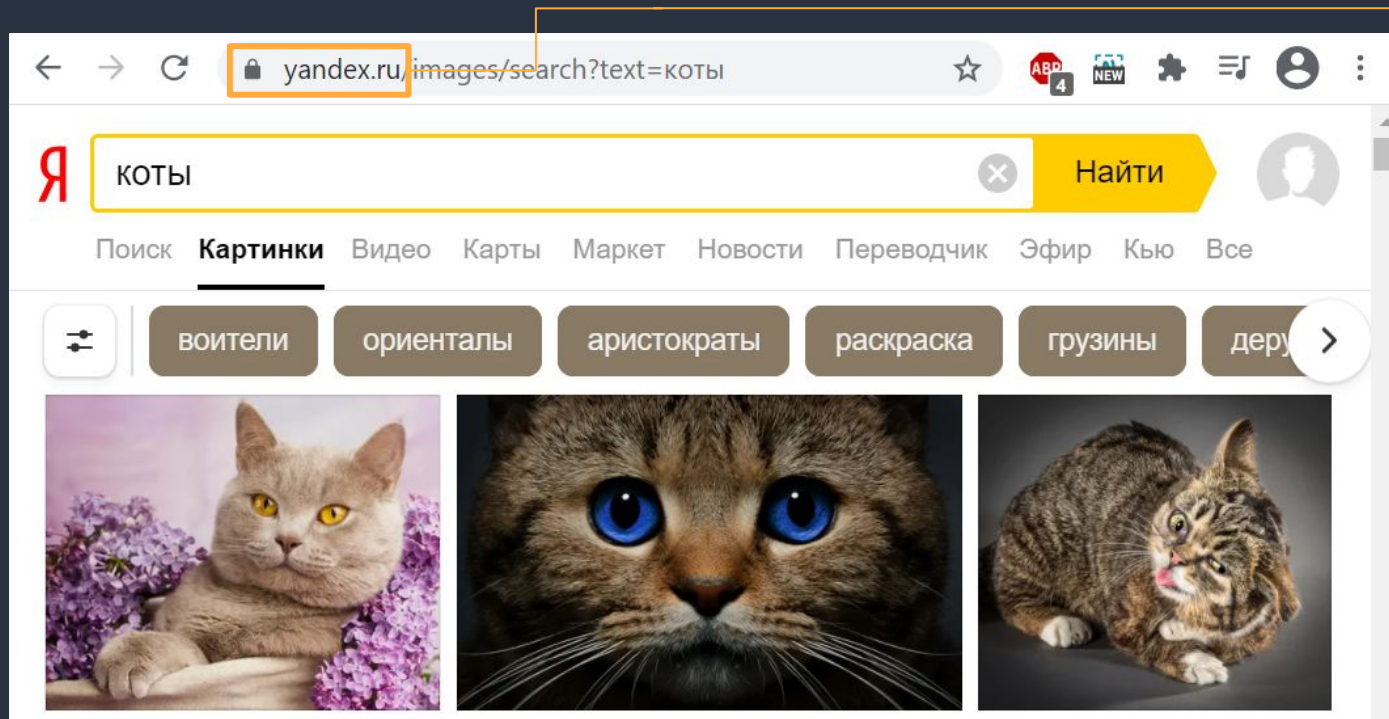 yandex.ru/images/search?text=коты
ABP
4
NEW
Я
коты
Найти
Поиск Картинки Видео Карты Маркет Новости Переводчик Эфир Кью Все
воители ориенталы аристократы раскраска грузины